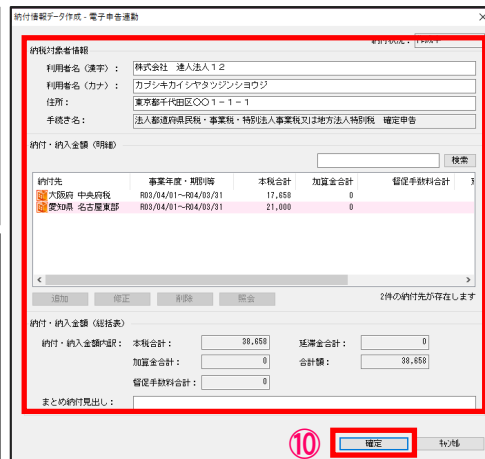 納付情報データ作成 - 電子申告連動
納税対象者情報
利用者名（漢字）： 株式会社 達人法人１２
利用者名（カナ）： カブシキカイシヤタツジンシヨウジ
住所： 東京都千代田区〇〇１－１－１
手続き名： 法人都道府県民税・事業税・特別法人事業税又は地方法人特別税 確定申告
納付・納入金額（明細）
検索
納付先 事業年度・期別等 本税合計 加算金合計 督促手数料合計
大阪府 中央府税 R03/04/01～R04/03/31 17,658 0
愛知県 名古屋東部 R03/04/01～R04/03/31 21,000 0
追加 修正 削除 照会 2件の納付先が存在します
納付・納入金額（総括表）
納付・納入金額内訳： 本税合計： 38,658 延滞金合計： 0
加算金合計： 0 合計額： 38,658
督促手数料合計： 0
まとめ納付見出し：
⑩ 確定 キャンセル